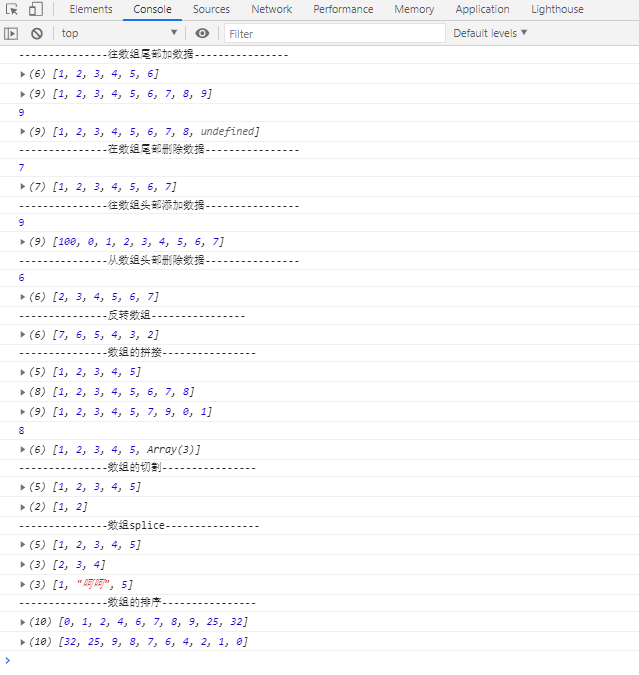 Elements Console Sources Network Performance Memory Application Lighthouse
top Filter Default levels
---------------往数组尾部加数据----------------
(6) [1, 2, 3, 4, 5, 6]
(9) [1, 2, 3, 4, 5, 6, 7, 8, 9]
9
(9) [1, 2, 3, 4, 5, 6, 7, 8, undefined]
---------------在数组尾部删除数据----------------
7
(7) [1, 2, 3, 4, 5, 6, 7]
---------------往数组头部添加数据----------------
9
(9) [100, 0, 1, 2, 3, 4, 5, 6, 7]
---------------从数组头部删除数据----------------
6
(6) [2, 3, 4, 5, 6, 7]
---------------反转数组----------------
(6) [7, 6, 5, 4, 3, 2]
---------------数组的拼接----------------
(5) [1, 2, 3, 4, 5]
(8) [1, 2, 3, 4, 5, 6, 7, 8]
(9) [1, 2, 3, 4, 5, 7, 9, 0, 1]
8
(6) [1, 2, 3, 4, 5, Array(3)]
---------------数组的切割----------------
(5) [1, 2, 3, 4, 5]
(2) [1, 2]
---------------数组splice----------------
(5) [1, 2, 3, 4, 5]
(3) [2, 3, 4]
(3) [1, "呵呵", 5]
---------------数组的排序----------------
(10) [0, 1, 2, 4, 6, 7, 8, 9, 25, 32]
(10) [32, 25, 9, 8, 7, 6, 4, 2, 1, 0]